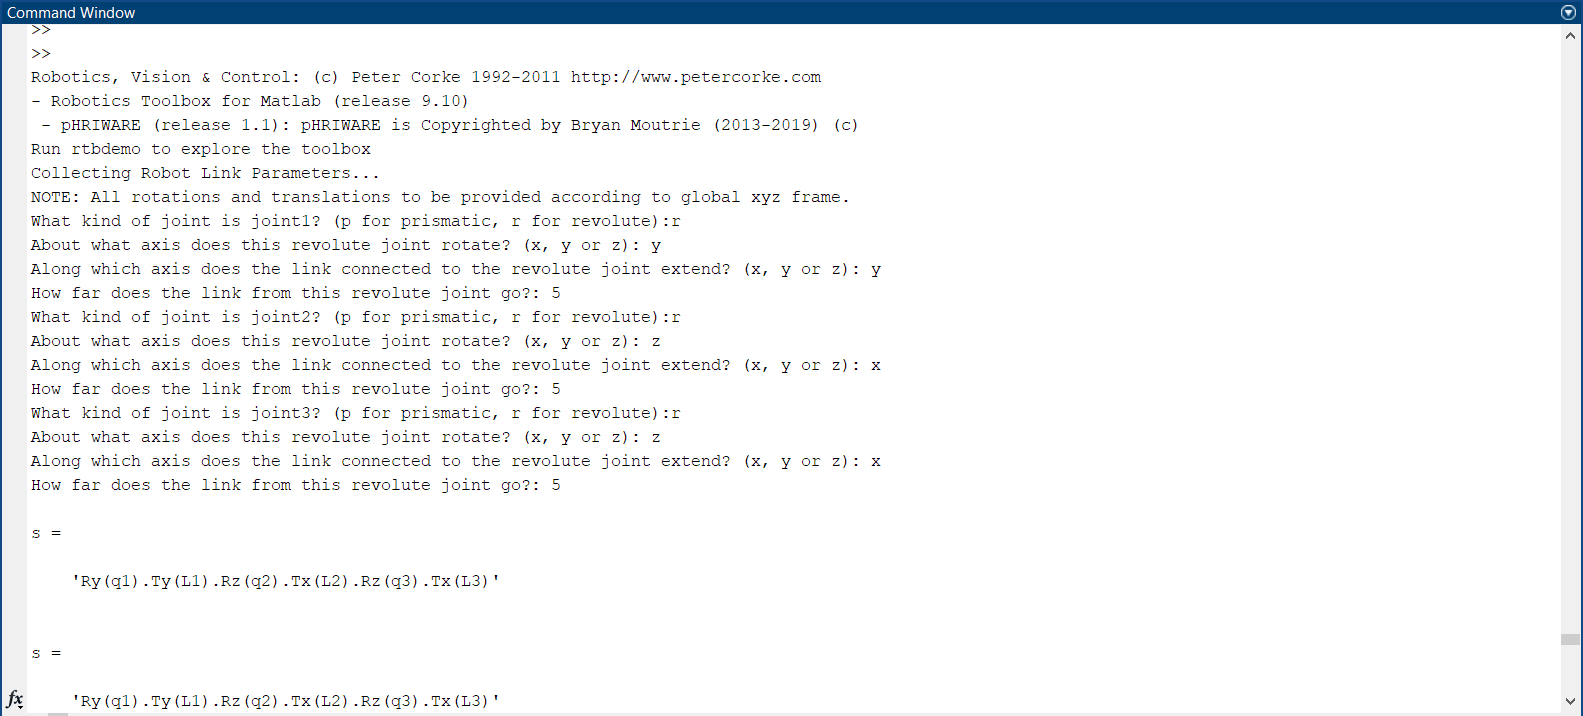 Command Window
>>
>>
Robotics, Vision & Control: (c) Peter Corke 1992-2011 http://www.petercorke.com
- Robotics Toolbox for Matlab (release 9.10)
 - pHRIWARE (release 1.1): pHRIWARE is Copyrighted by Bryan Moutrie (2013-2019) (c)
Run rtbdemo to explore the toolbox
Collecting Robot Link Parameters...
NOTE: All rotations and translations to be provided according to global xyz frame.
What kind of joint is joint1? (p for prismatic, r for revolute):r
About what axis does this revolute joint rotate? (x, y or z): y
Along which axis does the link connected to the revolute joint extend? (x, y or z): y
How far does the link from this revolute joint go?: 5
What kind of joint is joint2? (p for prismatic, r for revolute):r
About what axis does this revolute joint rotate? (x, y or z): z
Along which axis does the link connected to the revolute joint extend? (x, y or z): x
How far does the link from this revolute joint go?: 5
What kind of joint is joint3? (p for prismatic, r for revolute):r
About what axis does this revolute joint rotate? (x, y or z): z
Along which axis does the link connected to the revolute joint extend? (x, y or z): x
How far does the link from this revolute joint go?: 5
s =
'Ry(q1).Ty(L1).Rz(q2).Tx(L2).Rz(q3).Tx(L3)'
s =
fx 'Ry(q1).Ty(L1).Rz(q2).Tx(L2).Rz(q3).Tx(L3)'